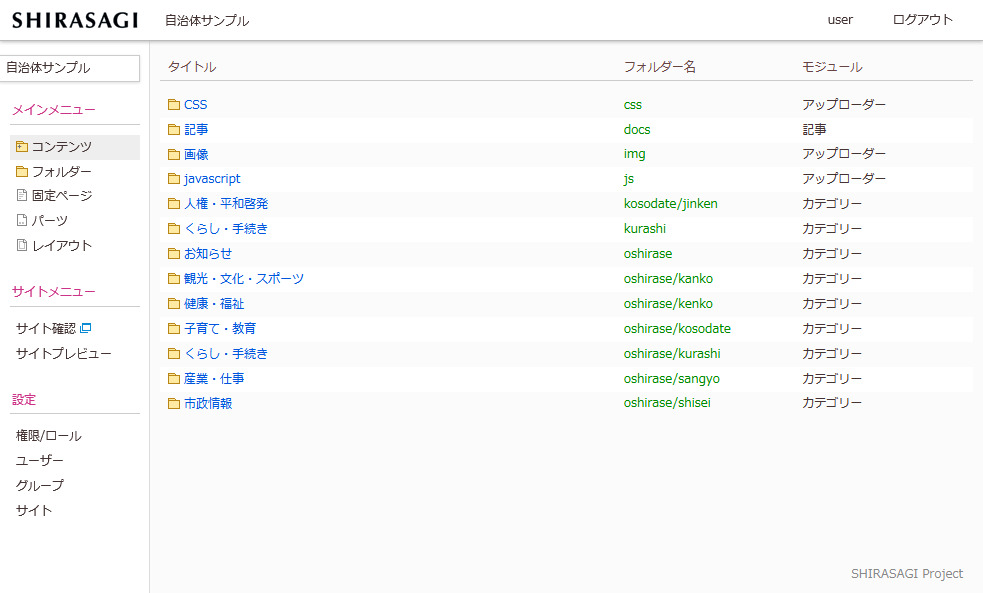 SHIRASAGI 自治体サンプル user ログアウト
自治体サンプル
メインメニュー
コンテンツ
フォルダー
固定ページ
パーツ
レイアウト
サイトメニュー
サイト確認
サイトプレビュー
設定
権限/ロール
ユーザー
グループ
サイト
タイトル フォルダー名 モジュール
CSS css アップローダー
記事 docs 記事
画像 img アップローダー
javascript js アップローダー
人権・平和啓発 kosodate/jinken カテゴリー
くらし・手続き kurashi カテゴリー
お知らせ oshirase カテゴリー
観光・文化・スポーツ oshirase/kanko カテゴリー
健康・福祉 oshirase/kenko カテゴリー
子育て・教育 oshirase/kosodate カテゴリー
くらし・手続き oshirase/kurashi カテゴリー
産業・仕事 oshirase/sangyo カテゴリー
市政情報 oshirase/shisei カテゴリー
SHIRASAGI Project